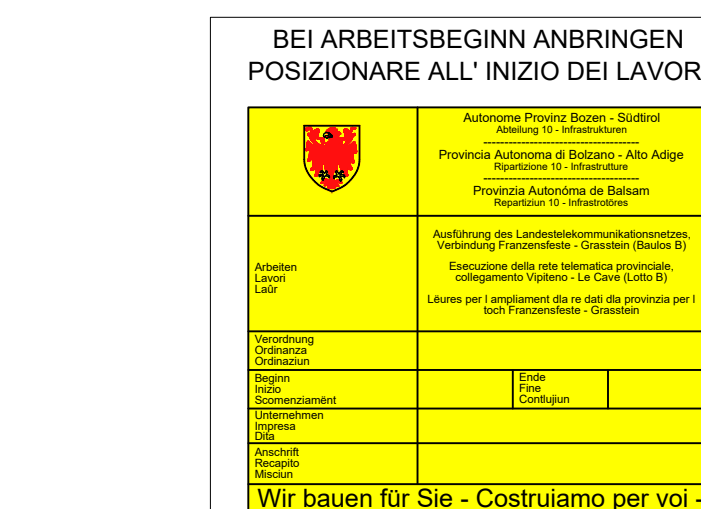 BEI ARBEITSBEGINN ANBRINGEN
POSIZIONARE ALL' INIZIO DEI LAVOR
Autonome Provinz Bozen - Südtirol
Abteilung 10 - Infrastrukturen
-------------------------------------
Provincia Autonoma di Bolzano - Alto Adige
Ripartizione 10 - Infrastrutture
-------------------------------------
Provinzia Autonóma de Balsam
Repartiziun 10 - Infrastrotöres
Arbeiten
Lavori
Laûr
Ausführung des Landestelekommunikationsnetzes,
Verbindung Franzensfeste - Grasstein (Baulos B)
Esecuzione della rete telematica provinciale,
collegamento Vipiteno - Le Cave (Lotto B)
Lëures per l ampliament dla re dati dla provinzia per l
toch Franzensfeste - Grasstein
Verordnung
Ordinanza
Ordinaziun
Beginn
Inizio
Scomenziamënt
Ende
Fine
Contlujiun
Unternehmen
Impresa
Dita
Anschrift
Recapito
Misciun
Wir bauen für Sie - Costruiamo per voi -